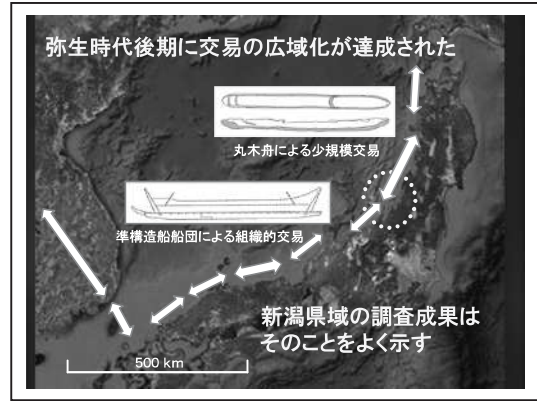 弥生時代後期に交易の広域化が達成された
丸木舟による少規模交易
準構造船船団による組織的交易
新潟県域の調査成果は
そのことをよく示す
500 km